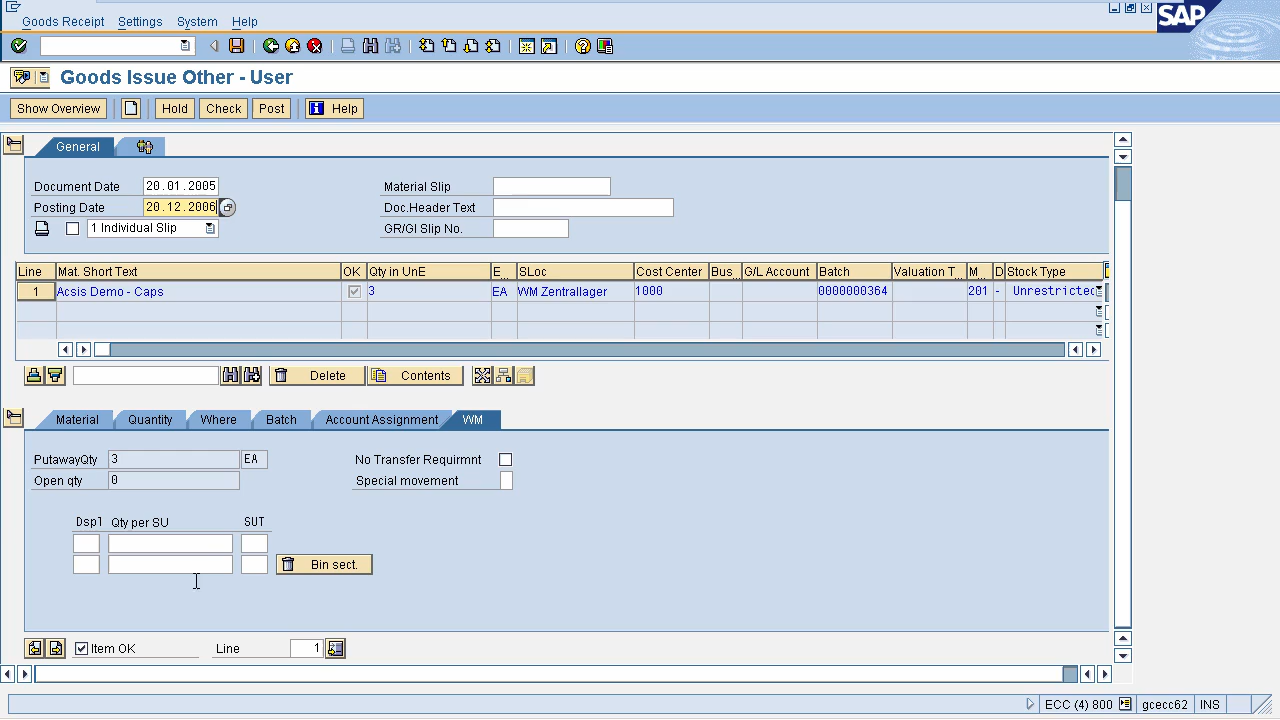 Goods Receipt Settings System Help
SAP
Goods Issue Other - User
Show Overview Hold Check Post Help
General
Document Date 20.01.2005 Material Slip
Posting Date 20.12.2006 Doc.Header Text
1 Individual Slip GR/GI Slip No.
Line Mat. Short Text OK Qty in UnE E... SLoc Cost Center Bus... G/L Account Batch Valuation T... M... D Stock Type
1 Acsis Demo - Caps 3 EA WM Zentrallager 1000 0000000364 201 - Unrestricted
Delete Contents
Material Quantity Where Batch Account Assignment WM
PutawayQty 3 EA No Transfer Requirmnt
Open qty 0 Special movement
Dspl Qty per SU SUT
Bin sect.
Item OK Line 1
ECC (4) 800 gcecc62 INS